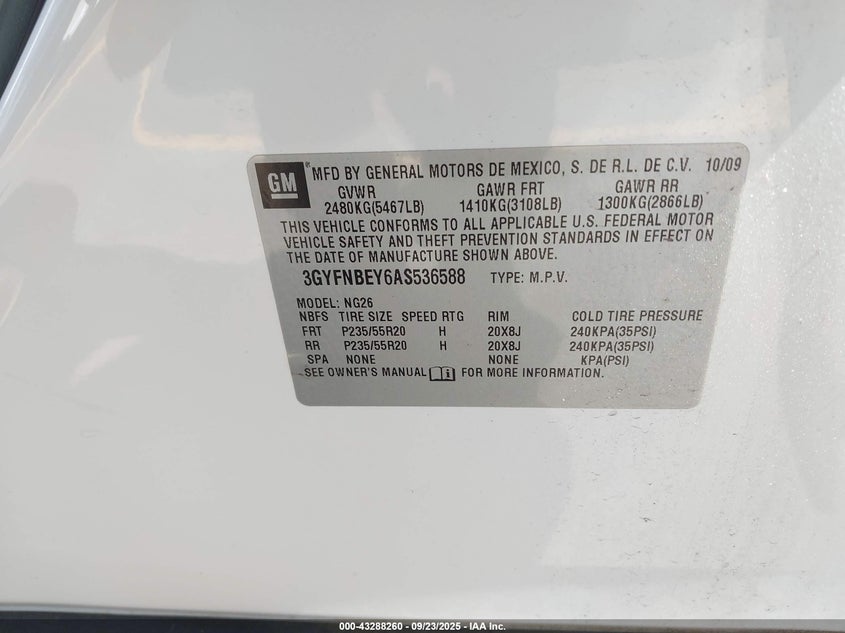 GM ® MFD BY GENERAL MOTORS DE MEXICO, S. DE R.L. DE C.V. 10/09
GVWR GAWR FRT GAWR RR
2480KG(5467LB) 1410KG(3108LB) 1300KG(2866LB)
THIS VEHICLE CONFORMS TO ALL APPLICABLE U.S. FEDERAL MOTOR
VEHICLE SAFETY AND THEFT PREVENTION STANDARDS IN EFFECT ON
THE DATE OF MANUFACTURE SHOWN ABOVE.
3GYFNBEY6AS536588 TYPE: M.P.V.
MODEL: NG26
NBFS TIRE SIZE SPEED RTG RIM COLD TIRE PRESSURE
FRT P235/55R20 H 20X8J 240KPA(35PSI)
RR P235/55R20 H 20X8J 240KPA(35PSI)
SPA NONE NONE KPA(PSI)
SEE OWNER'S MANUAL FOR MORE INFORMATION.
000-43288260 - 09/23/2025 - IAA Inc.